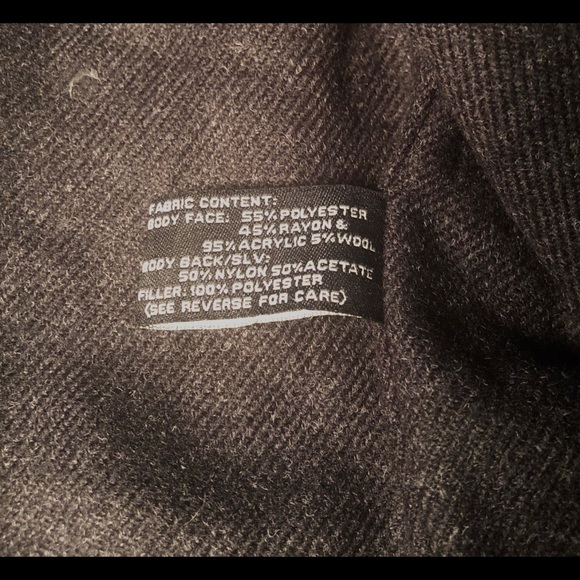 FABRIC CONTENT:
BODY FACE: 55% POLYESTER
45% RAYON &
95% ACRYLIC 5% WOOL
BODY BACK/SLV:
50% NYLON 50% ACETATE
FILLER: 100% POLYESTER
(SEE REVERSE FOR CARE)